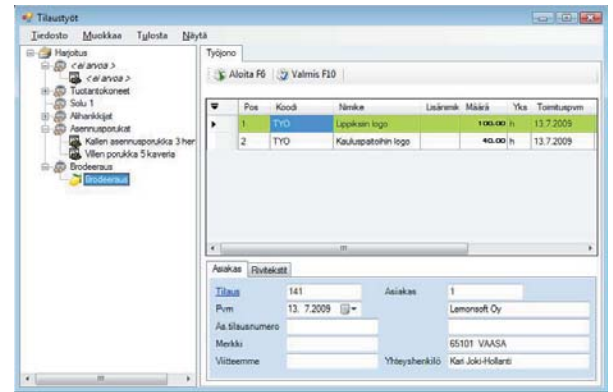 Tilaustyöt
Tiedosto Muokkaa Tulosta Näytä
Harjoitus
<ei arvoa>
<ei arvoa>
Tuotantokoneet
Solu 1
Alihankkijat
Asennusporukat
Kallen asennusporukka 3 hen
Villen porukka 5 kaveria
Brodeeraus
Brodeeraus
Työjono
Aloita F6 Valmis F10
Pos Koodi Nimike Lisänimik Määrä Yks Toimituspvm
1 TYO Lippiksiin logo 100.00 h 13.7.2009
2 TYO Kauluspaitoihin logo 40.00 h 13.7.2009
Asiakas Rivitekstit
Tilaus 141 Asiakas 1
Pvm 13. 7.2009 Lemonsoft Oy
As.tilausnumero
Merkki 65101 VAASA
Viitteemme Yhteyshenkilö Kari Joki-Hollanti